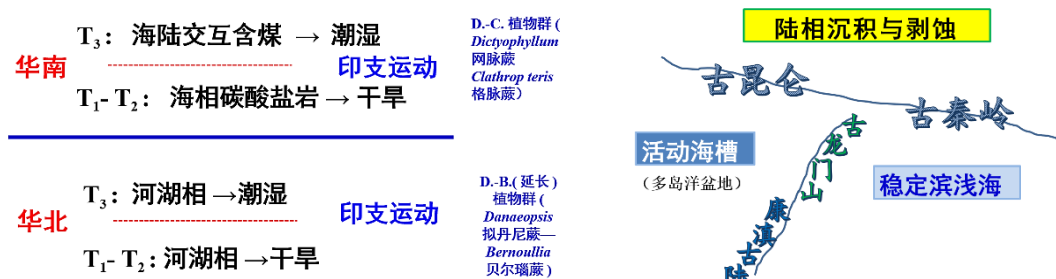 T3： 海陆交互含煤 → 潮湿
华南
印支运动
T1- T2： 海相碳酸盐岩→ 干旱
D.-C. 植物群（
Dictyophyllum
网脉蕨
Clathrop teris
格脉蕨）
T3： 河湖相 →潮湿
华北
印支运动
T1- T2：河湖相→干旱
D.-B.( 延长 )
植物群（
Danaeopsis
拟丹尼蕨—
Bernoullia
贝尔瑙蕨 )
陆相沉积与剥蚀
古昆仑
古秦岭
古龙门山
活动海槽
（多岛洋盆地）
稳定滨浅海
康滇古陆